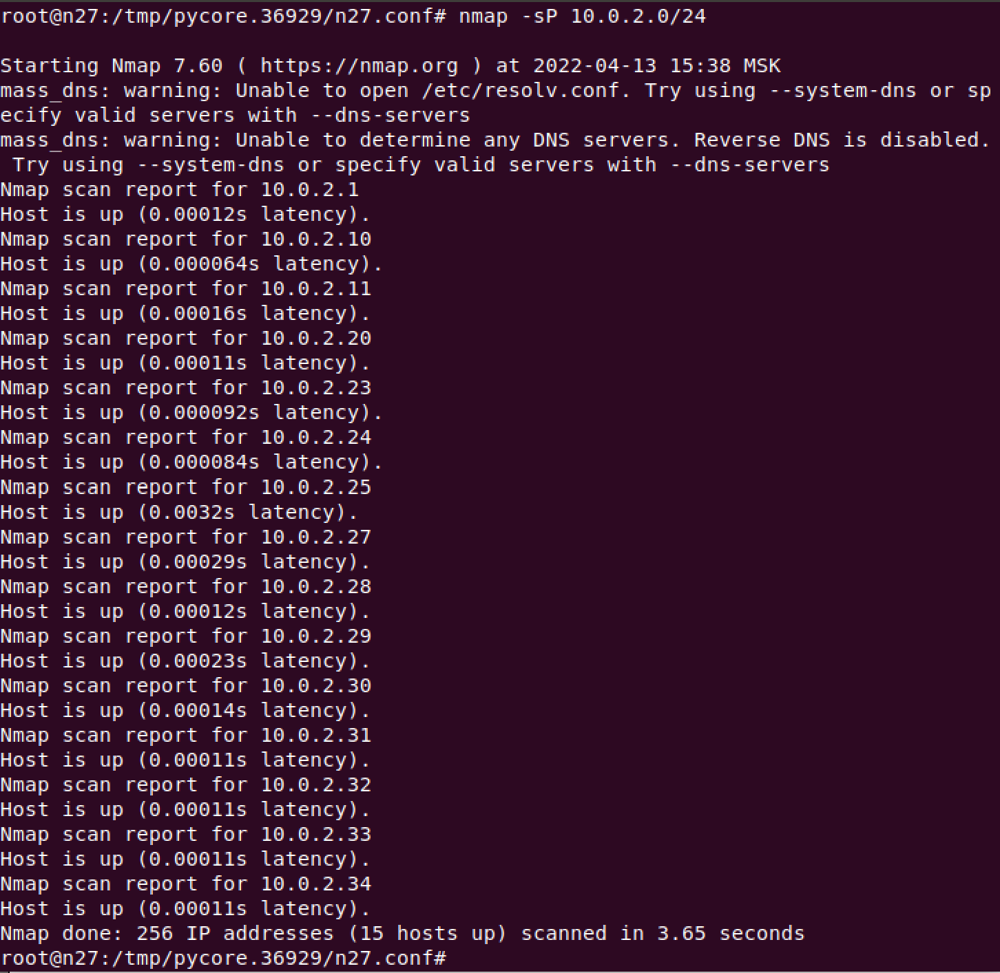 root@n27:/tmp/pycore.36929/n27.conf# nmap -sP 10.0.2.0/24
Starting Nmap 7.60 ( https://nmap.org ) at 2022-04-13 15:38 MSK
mass_dns: warning: Unable to open /etc/resolv.conf. Try using --system-dns or sp
ecify valid servers with --dns-servers
mass_dns: warning: Unable to determine any DNS servers. Reverse DNS is disabled.
 Try using --system-dns or specify valid servers with --dns-servers
Nmap scan report for 10.0.2.1
Host is up (0.00012s latency).
Nmap scan report for 10.0.2.10
Host is up (0.000064s latency).
Nmap scan report for 10.0.2.11
Host is up (0.00016s latency).
Nmap scan report for 10.0.2.20
Host is up (0.00011s latency).
Nmap scan report for 10.0.2.23
Host is up (0.000092s latency).
Nmap scan report for 10.0.2.24
Host is up (0.000084s latency).
Nmap scan report for 10.0.2.25
Host is up (0.0032s latency).
Nmap scan report for 10.0.2.27
Host is up (0.00029s latency).
Nmap scan report for 10.0.2.28
Host is up (0.00012s latency).
Nmap scan report for 10.0.2.29
Host is up (0.00023s latency).
Nmap scan report for 10.0.2.30
Host is up (0.00014s latency).
Nmap scan report for 10.0.2.31
Host is up (0.00011s latency).
Nmap scan report for 10.0.2.32
Host is up (0.00011s latency).
Nmap scan report for 10.0.2.33
Host is up (0.00011s latency).
Nmap scan report for 10.0.2.34
Host is up (0.00011s latency).
Nmap done: 256 IP addresses (15 hosts up) scanned in 3.65 seconds
root@n27:/tmp/pycore.36929/n27.conf#